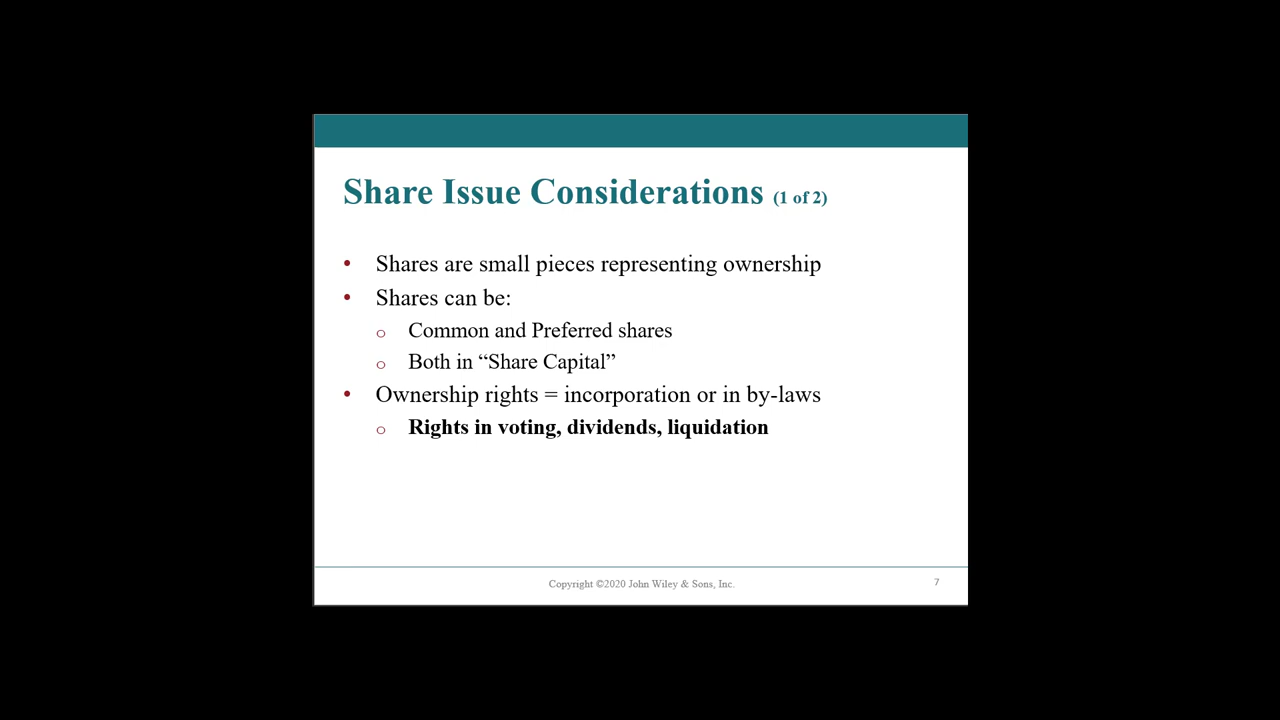 Share Issue Considerations (1 of 2)
• Shares are small pieces representing ownership
• Shares can be:
o Common and Preferred shares
o Both in “Share Capital”
• Ownership rights = incorporation or in by-laws
o Rights in voting, dividends, liquidation
Copyright ©2020 John Wiley & Sons, Inc.
7